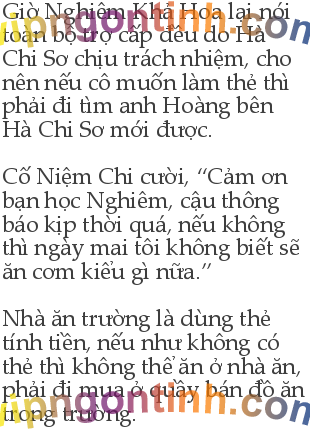 Giờ Nghiêm Khả Hoa lại nói
toàn bộ trợ cấp đều do Hà
Chi Sơ chịu trách nhiệm, cho
nên nếu cô muốn làm thẻ thì
phải đi tìm anh Hoàng bên
Hà Chi Sơ mới được.
Cố Niệm Chi cười, “Cảm ơn
bạn học Nghiêm, cậu thông
báo kịp thời quá, nếu không
thì ngày mai tôi không biết sẽ
ăn cơm kiểu gì nữa.”
Nhà ăn trường là dùng thẻ
tính tiền, nếu như không có
thẻ thì không thể ăn ở nhà ăn,
phải đi mua ở quầy bán đồ ăn
trong trường.
vipngontinh.com
vipngontinh.com